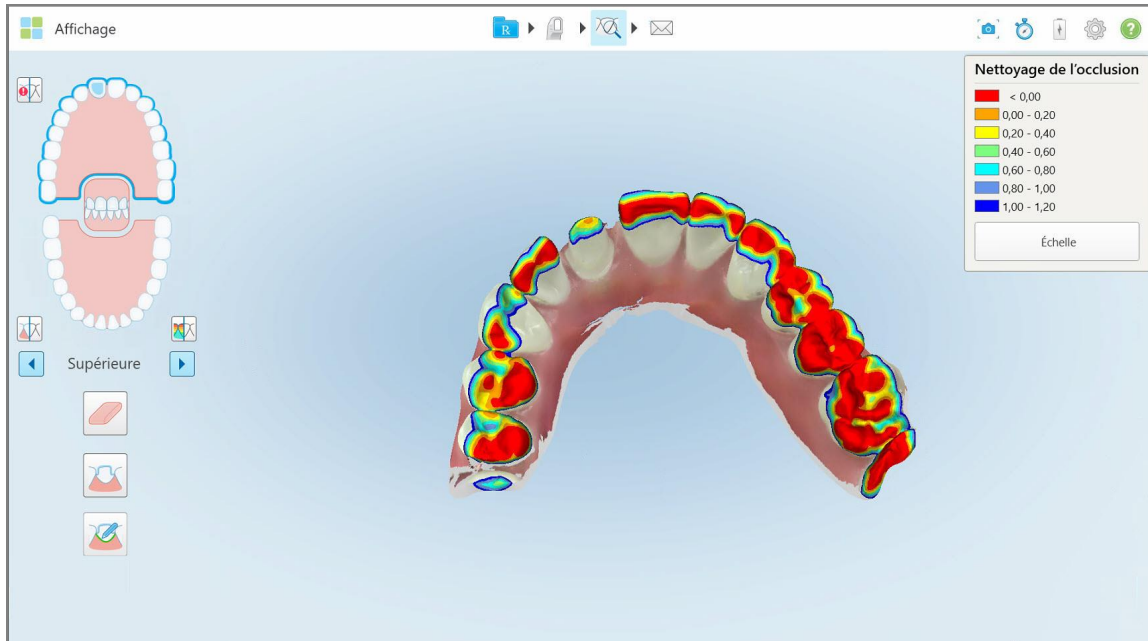 Affichage
R
?
Nettoyage de l’occlusion
< 0,00
0,00 - 0,20
0,20 - 0,40
0,40 - 0,60
0,60 - 0,80
0,80 - 1,00
1,00 - 1,20
Échelle
Supérieure